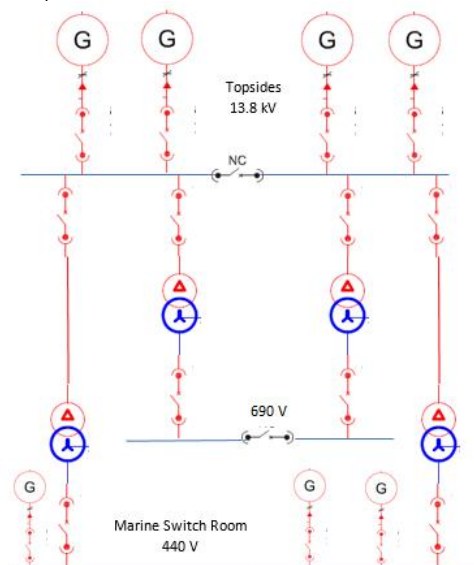 G G G G
Topsides
13.8 kV
NC
690 V
G G G
Marine Switch Room
440 V